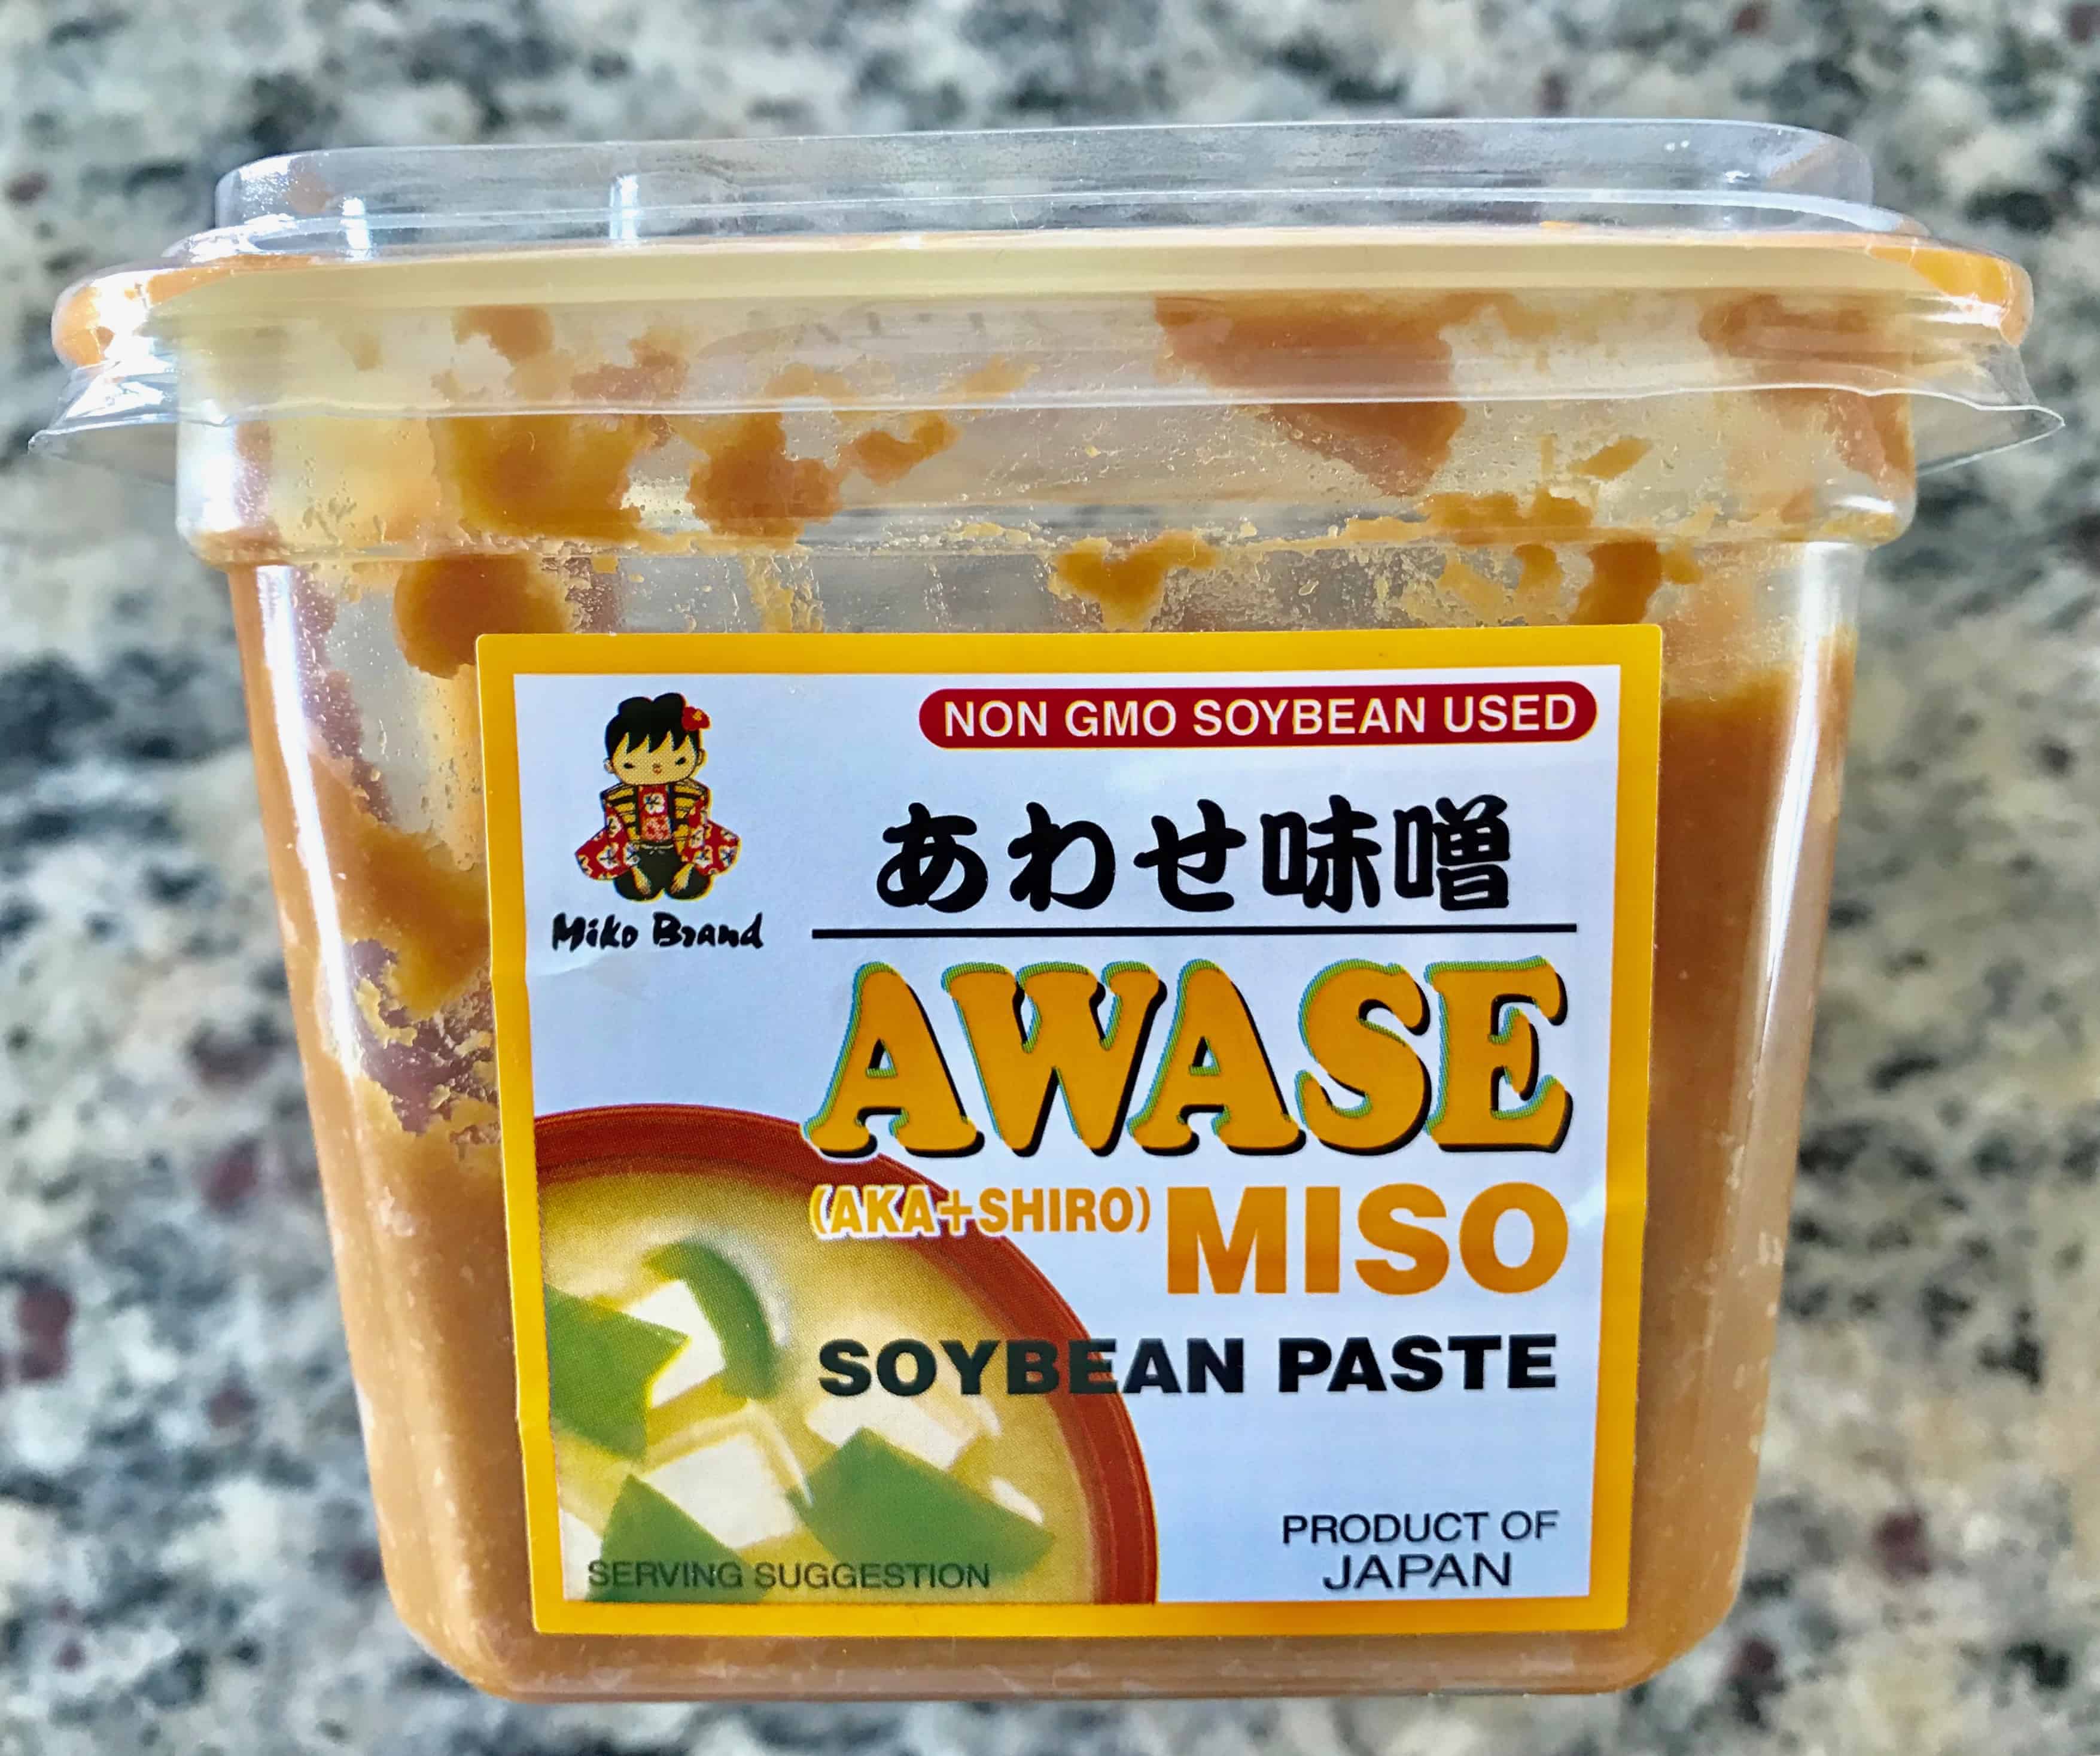 NON GMO SOYBEAN USED
あわせ味噌
Miko Brand
AWASE
(AKA+SHIRO) MISO
SOYBEAN PASTE
SERVING SUGGESTION
PRODUCT OF
JAPAN